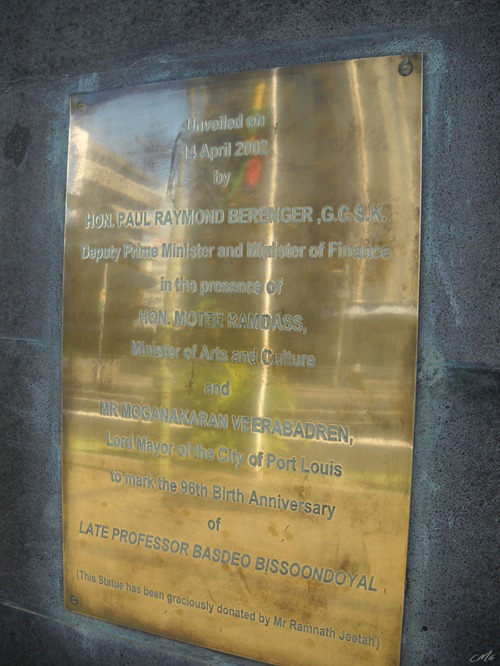 Unveiled on
14 April 2002
by
HON. PAUL RAYMOND BERENGER ,G.C.S.K.
Deputy Prime Minister and Minister of Finance
in the presence of
HON. MOTEE RAMDASS,
Minister of Arts and Culture
and
MR MOGANAKARAN VEERABADREN,
Lord Mayor of the City of Port Louis
to mark the 96th Birth Anniversary
of
LATE PROFESSOR BASDEO BISSOONDOYAL
(This Statue has been graciously donated by Mr Ramnath Jeetah)